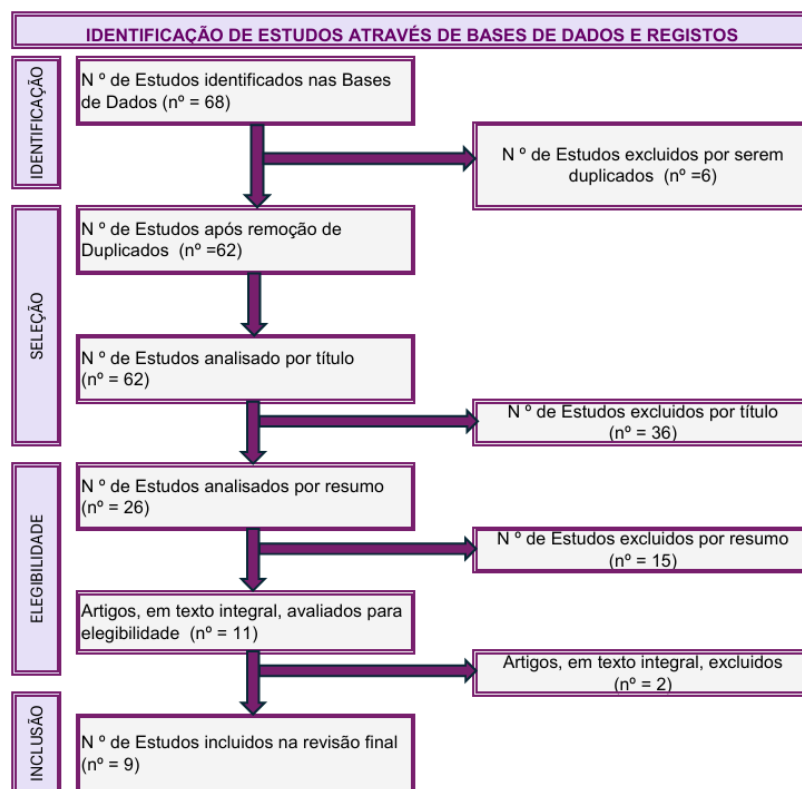 IDENTIFICAÇÃO DE ESTUDOS ATRAVÉS DE BASES DE DADOS E REGISTOS
IDENTIFICAÇÃO
N º de Estudos identificados nas Bases
de Dados (nº = 68)
N º de Estudos excluidos por serem
duplicados (nº =6)
SELEÇÃO
N º de Estudos após remoção de
Duplicados (nº =62)
N º de Estudos analisado por título
(nº = 62)
N º de Estudos excluidos por título
(nº = 36)
ELEGIBILIDADE
N º de Estudos analisados por resumo
(nº = 26)
N º de Estudos excluidos por resumo
(nº = 15)
Artigos, em texto integral, avaliados para
elegibilidade (nº = 11)
Artigos, em texto integral, excluidos
(nº = 2)
INCLUSÃO
N º de Estudos incluidos na revisão final
(nº = 9)